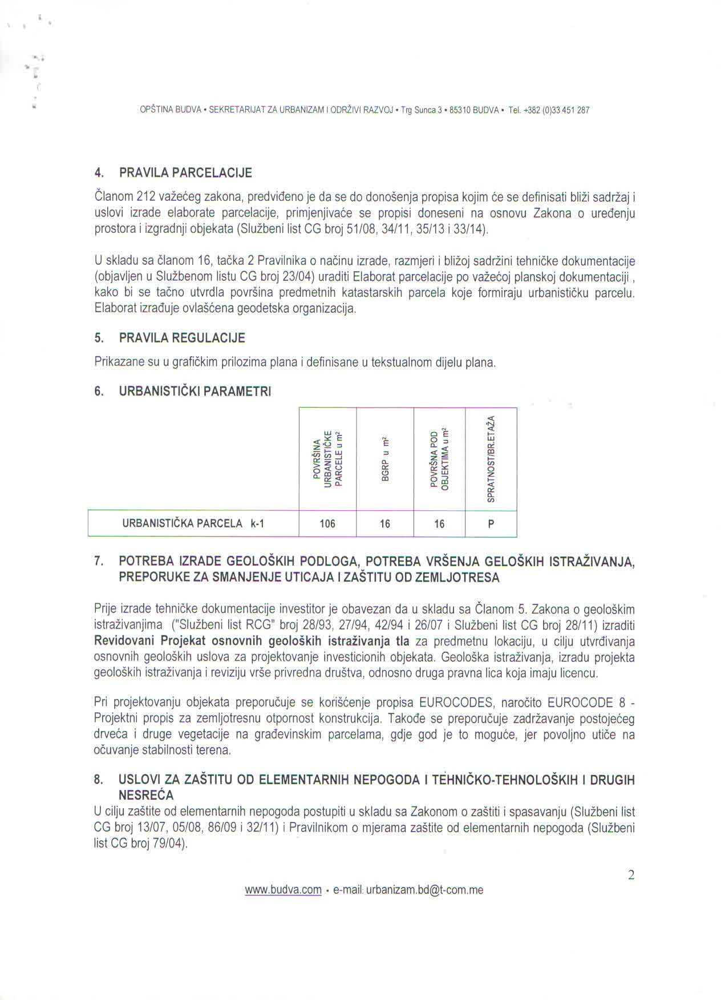 OPŠTINA BUDVA ▪ SEKRETARIJAT ZA URBANIZAM I ODRŽIVI RAZVOJ ▪ Trg Sunca 3 ▪ 85310 BUDVA ▪ Tel. +382 (0)33 451 287
4. PRAVILA PARCELACIJE
Članom 212 važećeg zakona, predviđeno je da se do donošenja propisa kojim će se definisati bliži sadržaj i
uslovi izrade elaborate parcelacije, primjenjivaće se propisi doneseni na osnovu Zakona o uređenju
prostora i izgradnji objekata (Službeni list CG broj 51/08, 34/11, 35/13 i 33/14).
U skladu sa članom 16, tačka 2 Pravilnika o načinu izrade, razmjeri i bližoj sadržini tehničke dokumentacije
(objavljen u Službenom listu CG broj 23/04) uraditi Elaborat parcelacije po važećoj planskoj dokumentaciji ,
kako bi se tačno utvrdla površina predmetnih katastarskih parcela koje formiraju urbanističku parcelu.
Elaborat izrađuje ovlašćena geodetska organizacija.
5. PRAVILA REGULACIJE
Prikazane su u grafičkim prilozima plana i definisane u tekstualnom dijelu plana.
6. URBANISTIČKI PARAMETRI
POVRŠINA
URBANISTIČKE
PARCELE u m²
BGRP u m²
POVRŠNA POD
OBJEKTIMA u m²
SPRATNOST/BR.ETAŽA
URBANISTIČKA PARCELA k-1 106 16 16 P
7. POTREBA IZRADE GEOLOŠKIH PODLOGA, POTREBA VRŠENJA GELOŠKIH ISTRAŽIVANJA,
PREPORUKE ZA SMANJENJE UTICAJA I ZAŠTITU OD ZEMLJOTRESA
Prije izrade tehničke dokumentacije investitor je obavezan da u skladu sa Članom 5. Zakona o geološkim
istraživanjima ("Službeni list RCG" broj 28/93, 27/94, 42/94 i 26/07 i Službeni list CG broj 28/11) izraditi
Revidovani Projekat osnovnih geoloških istraživanja tla za predmetnu lokaciju, u cilju utvrđivanja
osnovnih geoloških uslova za projektovanje investicionih objekata. Geološka istraživanja, izradu projekta
geoloških istraživanja i reviziju vrše privredna društva, odnosno druga pravna lica koja imaju licencu.
Pri projektovanju objekata preporučuje se korišćenje propisa EUROCODES, naročito EUROCODE 8 -
Projektni propis za zemljotresnu otpornost konstrukcija. Takođe se preporučuje zadržavanje postojećeg
drveća i druge vegetacije na građevinskim parcelama, gdje god je to moguće, jer povoljno utiče na
očuvanje stabilnosti terena.
8. USLOVI ZA ZAŠTITU OD ELEMENTARNIH NEPOGODA I TEHNIČKO-TEHNOLOŠKIH I DRUGIH
NESREĆA
U cilju zaštite od elementarnih nepogoda postupiti u skladu sa Zakonom o zaštiti i spasavanju (Službeni list
CG broj 13/07, 05/08, 86/09 i 32/11) i Pravilnikom o mjerama zaštite od elementarnih nepogoda (Službeni
list CG broj 79/04).
2
www.budva.com ▪ e-mail: urbanizam.bd@t-com.me